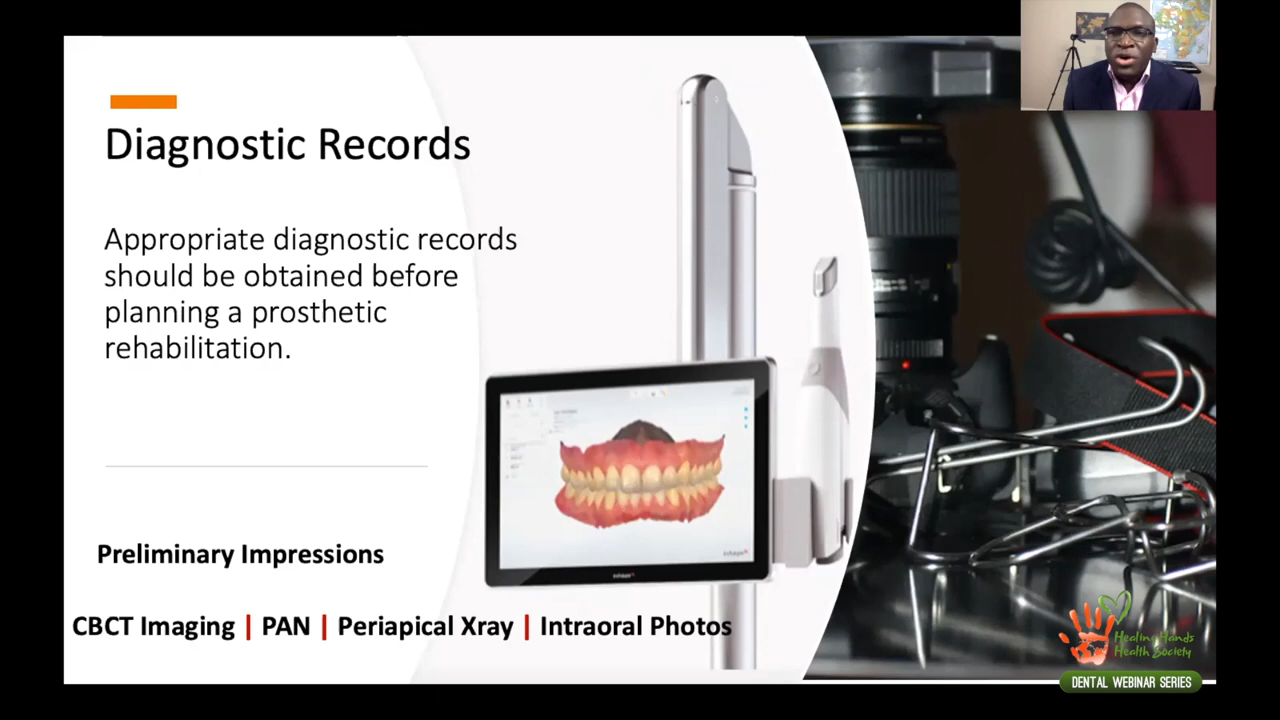 Diagnostic Records
Appropriate diagnostic records
should be obtained before
planning a prosthetic
rehabilitation.
Preliminary Impressions
CBCT Imaging | PAN | Periapical Xray | Intraoral Photos
Healing Hands
Health Society
DENTAL WEBINAR SERIES